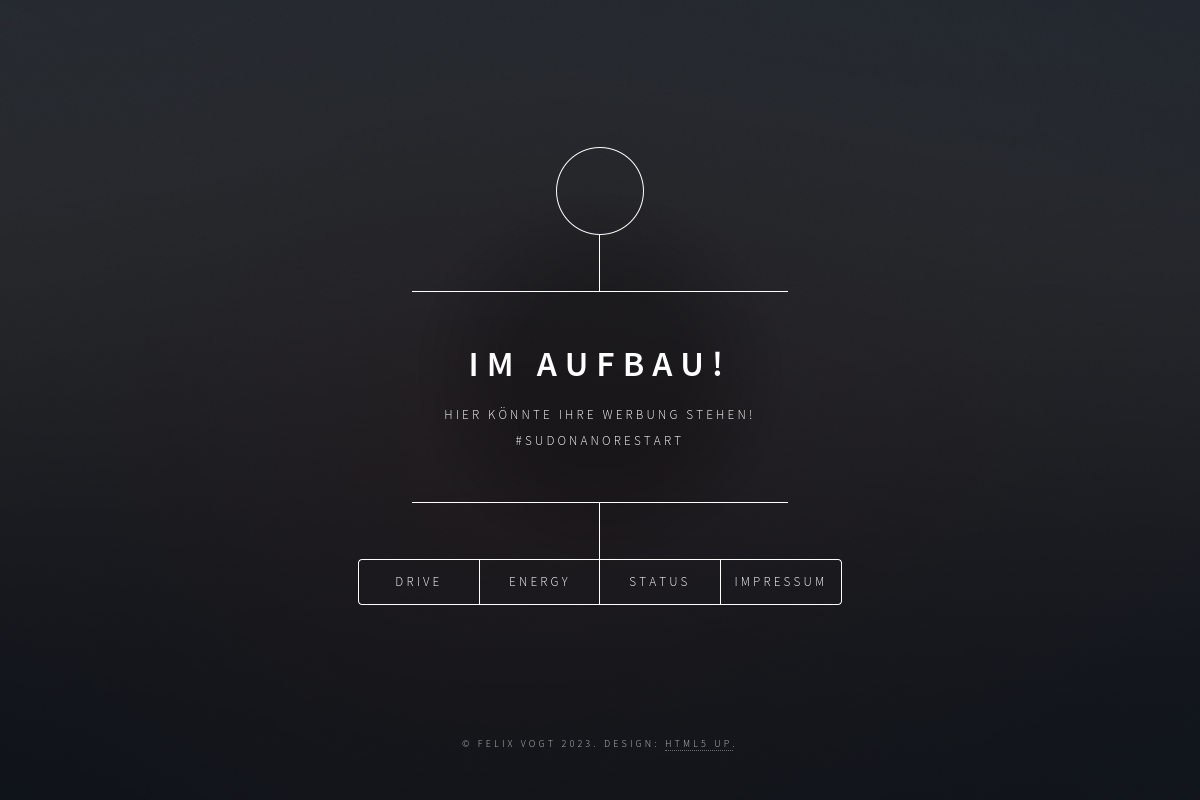 IM AUFBAU!
HIER KÖNNTE IHRE WERBUNG STEHEN!
#SUDONANORESTART
DRIVE ENERGY STATUS IMPRESSUM
© FELIX VOGT 2023. DESIGN: HTML5 UP.